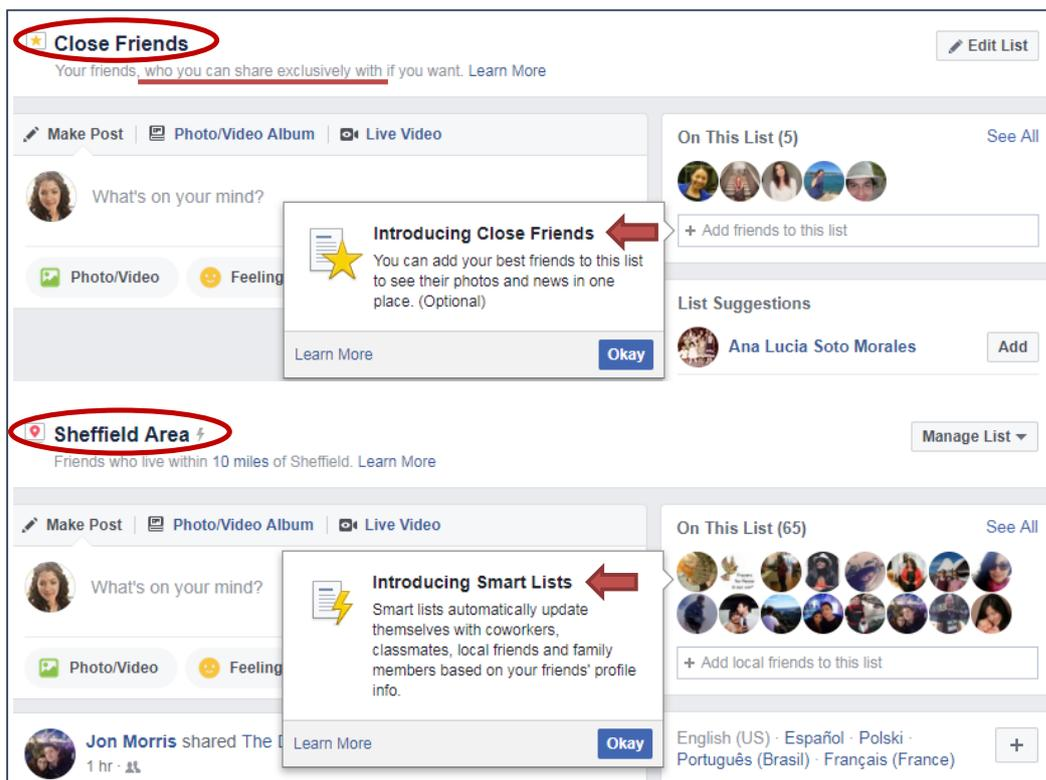 Close Friends
Edit List
Your friends, who you can share exclusively with if you want. Learn More
Make Post
Photo/Video Album
Live Video
On This List (5)
See All
What's on your mind?
+ Add friends to this list
Introducing Close Friends
You can add your best friends to this list
to see their photos and news in one
place. (Optional)
Learn More
Okay
Photo/Video
Feeling
List Suggestions
Ana Lucia Soto Morales
Add
Sheffield Area
Manage List
Friends who live within 10 miles of Sheffield. Learn More
Make Post
Photo/Video Album
Live Video
On This List (65)
See All
What's on your mind?
+ Add local friends to this list
Introducing Smart Lists
Smart lists automatically update
themselves with coworkers,
classmates, local friends and family
members based on your friends' profile
info.
Learn More
Okay
Photo/Video
Feeling
Jon Morris shared The
1 hr ·
English (US) · Español · Polski ·
Português (Brasil) · Français (France)
+